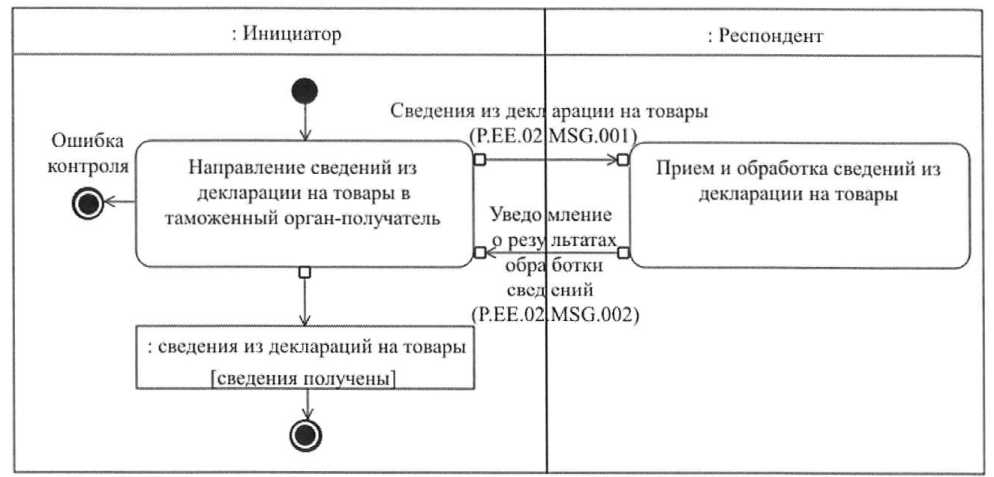 : Инициатор
: Респондент
Сведения из декларации на товары
(P.EE.02.MSG.001)
Ошибка
контроля
Направление сведений из
декларации на товары в
таможенный орган-получатель
Прием и обработка сведений из
декларации на товары
Уведомление
о результатах
обработки
сведений
(P.EE.02.MSG.002)
: сведения из деклараций на товары
[сведения получены]